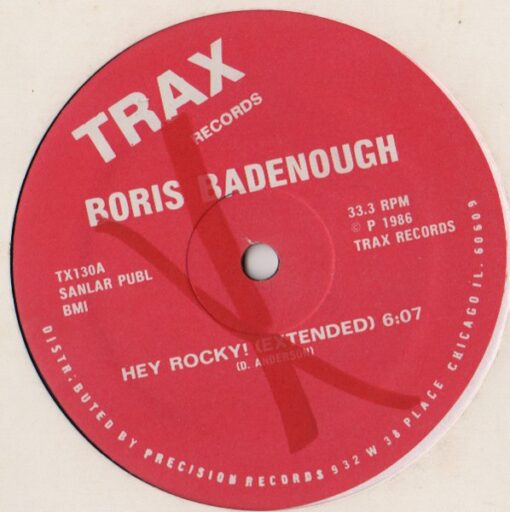 TRAX
RECORDS
BORIS BADENOUGH
TX130A
SANLAR PUBL
BMI
33.3 RPM
© P 1986
TRAX RECORDS
HEY ROCKY! (EXTENDED) 6:07
(D. ANDERSON)
DISTRIBUTED BY PRECISION RECORDS 932 W 38 PLACE CHICAGO IL. 60609